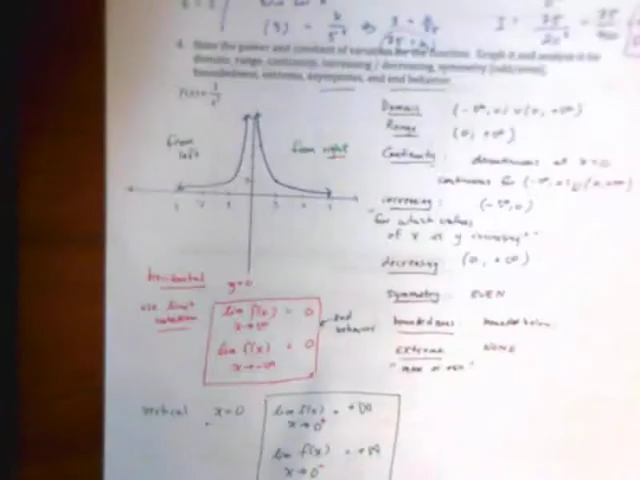 4. State the power and constant of variation for the function. Graph it and analyze it for
domain, range, continuity, increasing / decreasing, symmetry (odd/even),
boundedness, extrema, asymptotes, and end behavior.
f(x) = 1/x²
from left
from right
Domain (-∞,0) ∪ (0,+∞)
Range (0,+∞)
Continuity: discontinuous at x=0
continuous for (-∞,0) ∪ (0,+∞)
increasing: (-∞,0)
"for which values
of x is y increasing"
decreasing (0,+∞)
Symmetry: EVEN
boundedness: bounded below
extrema NONE
"max or min"
horizontal y=0
use limit
notation
lim f(x) = 0
x→+∞
lim f(x) = 0
x→-∞
end
behavior
vertical x=0
lim f(x) = +∞
x→0⁺
lim f(x) = +∞
x→0⁻